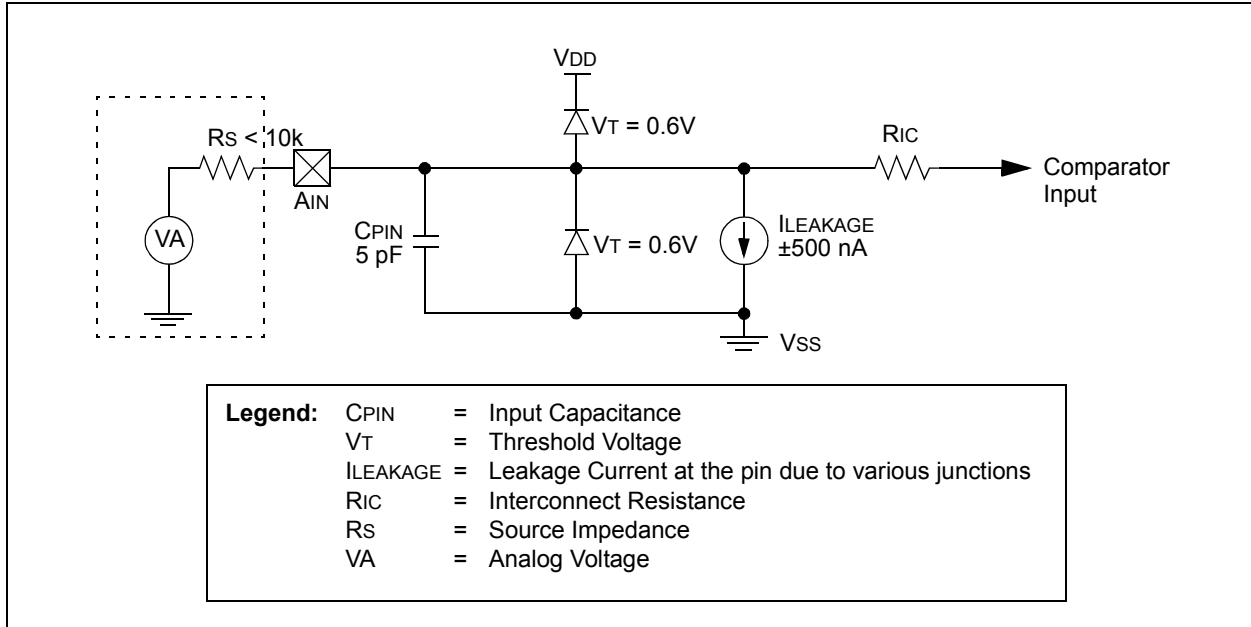 VDD
VT = 0.6V
RS < 10k
RIC
AIN
Comparator
Input
VA
CPIN
5 pF
VT = 0.6V
ILEAKAGE
±500 nA
VSS
Legend: CPIN = Input Capacitance
VT = Threshold Voltage
ILEAKAGE = Leakage Current at the pin due to various junctions
RIC = Interconnect Resistance
RS = Source Impedance
VA = Analog Voltage